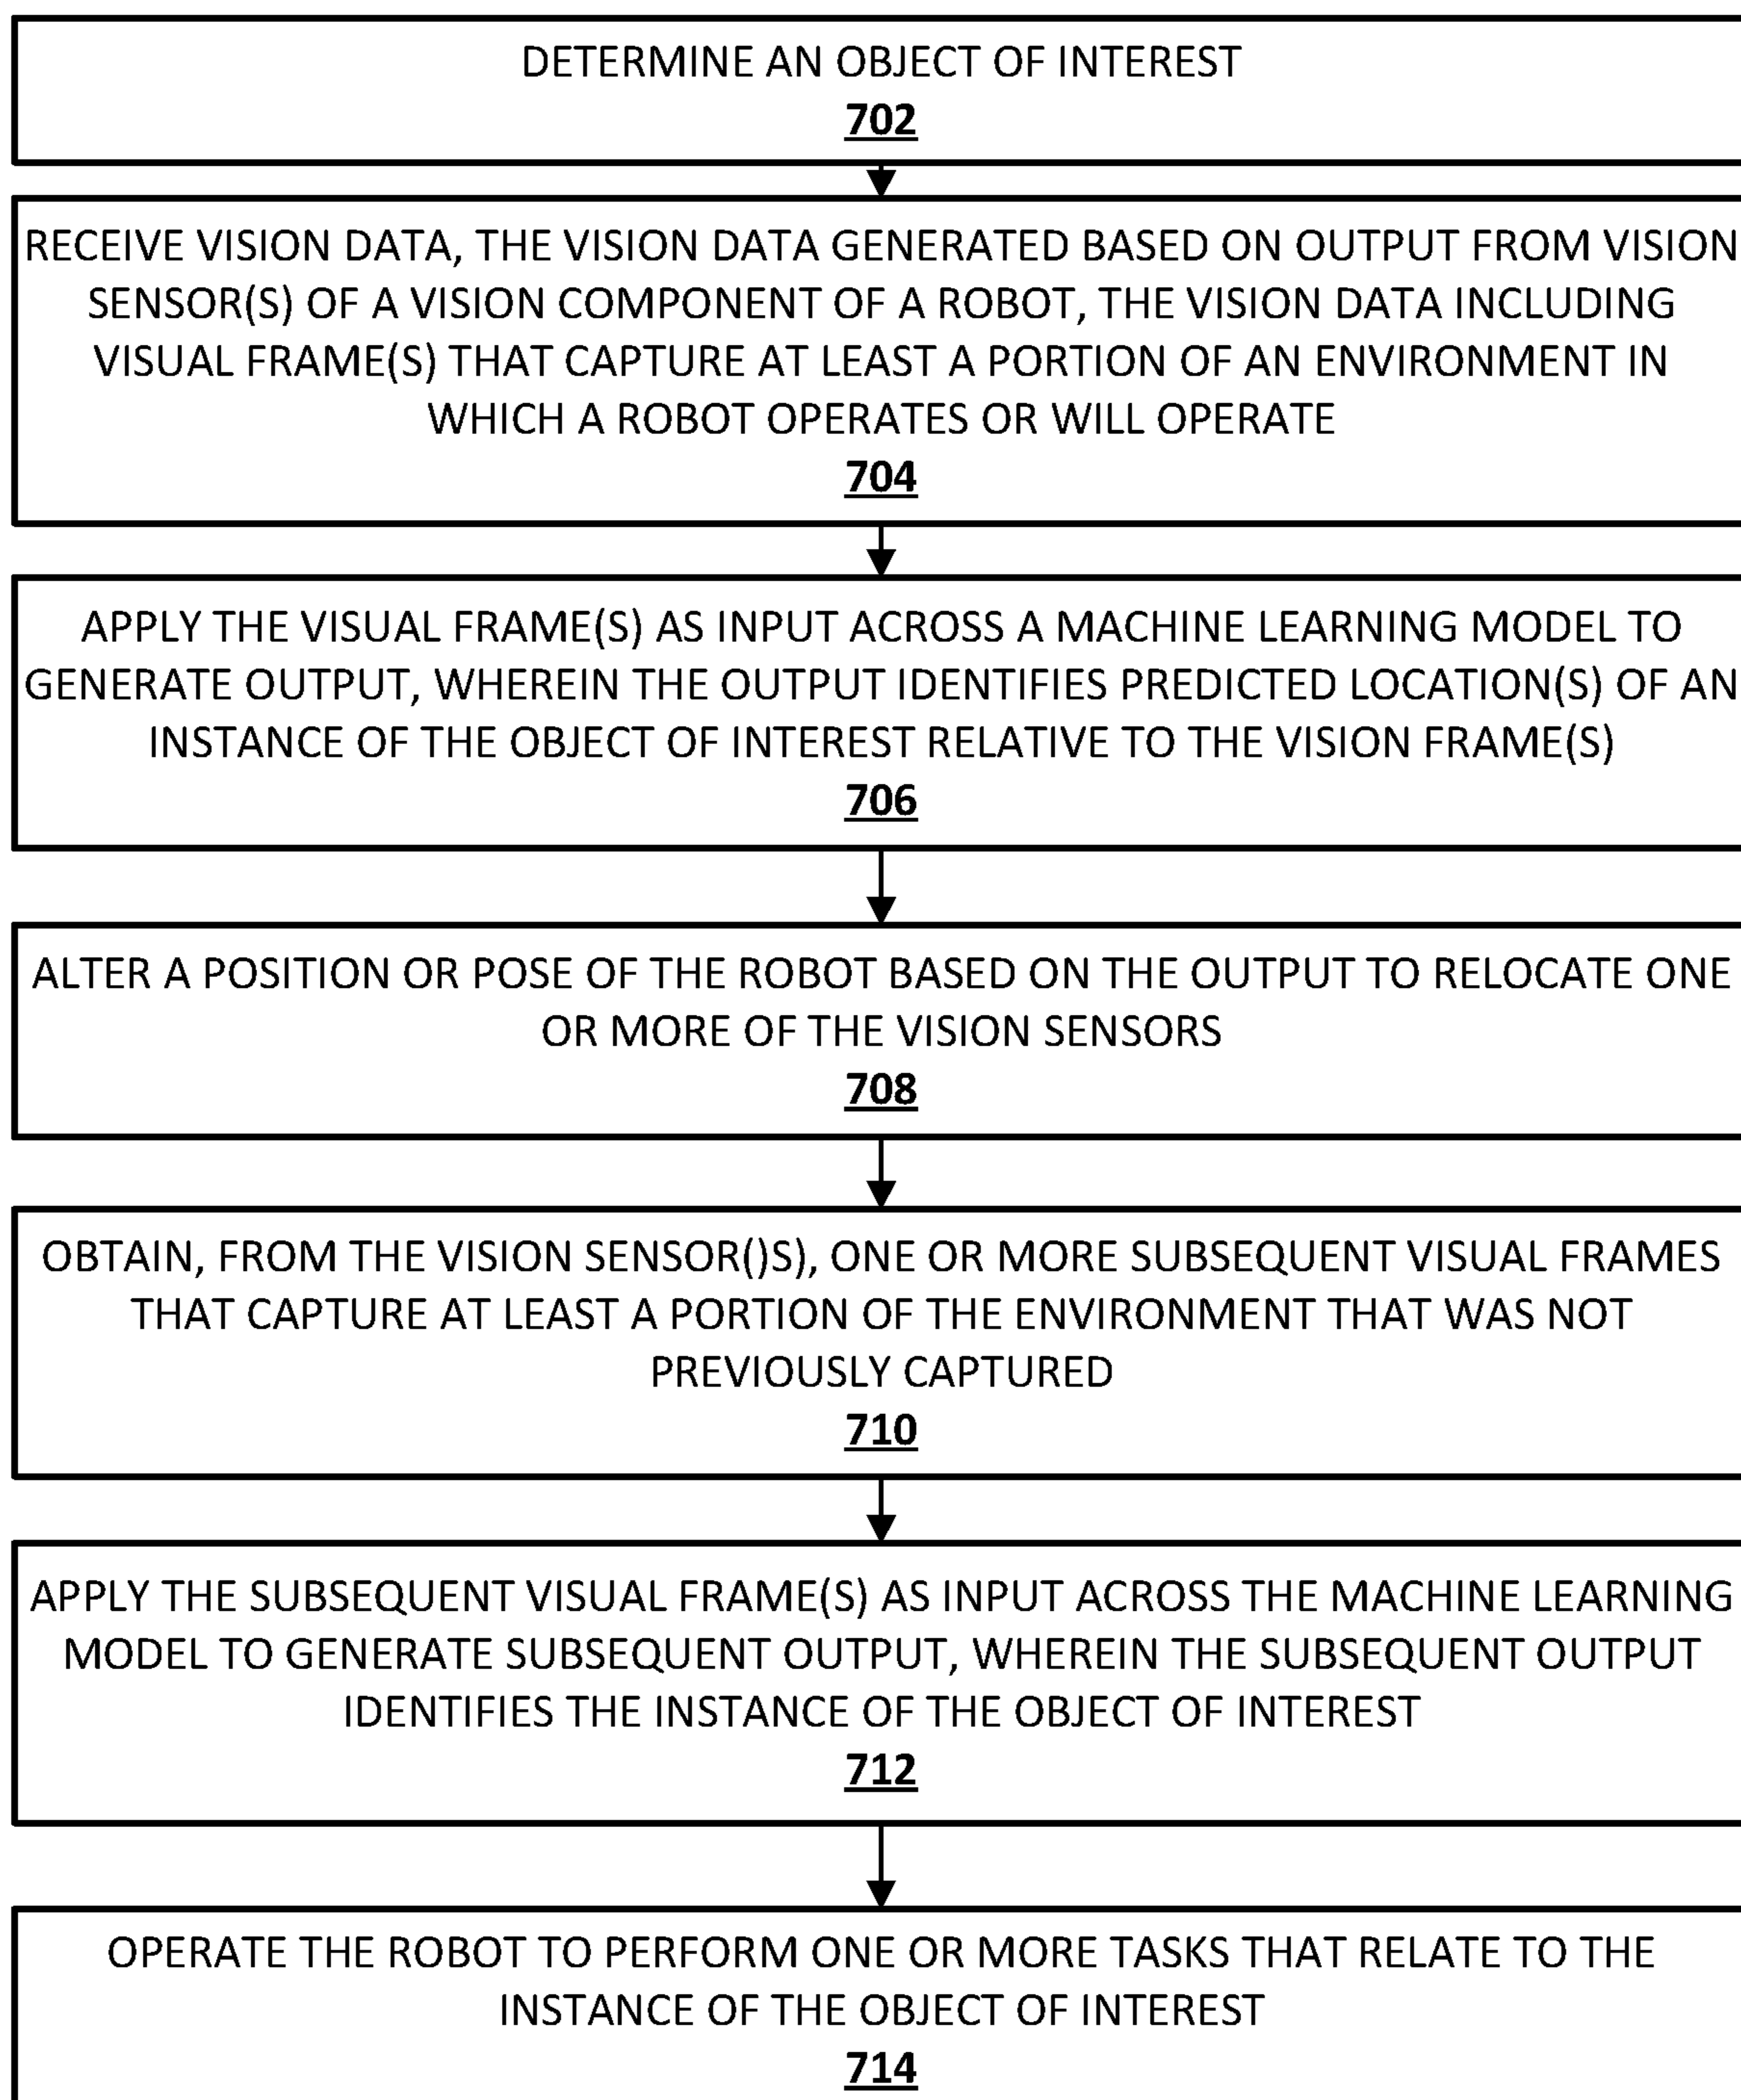 DETERMINE AN OBJECT OF INTEREST
702
RECEIVE VISION DATA, THE VISION DATA GENERATED BASED ON OUTPUT FROM VISION
SENSOR(S) OF A VISION COMPONENT OF A ROBOT, THE VISION DATA INCLUDING
VISUAL FRAME(S) THAT CAPTURE AT LEAST A PORTION OF AN ENVIRONMENT IN
WHICH A ROBOT OPERATES OR WILL OPERATE
704
APPLY THE VISUAL FRAME(S) AS INPUT ACROSS A MACHINE LEARNING MODEL TO
GENERATE OUTPUT, WHEREIN THE OUTPUT IDENTIFIES PREDICTED LOCATION(S) OF AN
INSTANCE OF THE OBJECT OF INTEREST RELATIVE TO THE VISION FRAME(S)
706
ALTER A POSITION OR POSE OF THE ROBOT BASED ON THE OUTPUT TO RELOCATE ONE
OR MORE OF THE VISION SENSORS
708
OBTAIN, FROM THE VISION SENSOR()S), ONE OR MORE SUBSEQUENT VISUAL FRAMES
THAT CAPTURE AT LEAST A PORTION OF THE ENVIRONMENT THAT WAS NOT
PREVIOUSLY CAPTURED
710
APPLY THE SUBSEQUENT VISUAL FRAME(S) AS INPUT ACROSS THE MACHINE LEARNING
MODEL TO GENERATE SUBSEQUENT OUTPUT, WHEREIN THE SUBSEQUENT OUTPUT
IDENTIFIES THE INSTANCE OF THE OBJECT OF INTEREST
712
OPERATE THE ROBOT TO PERFORM ONE OR MORE TASKS THAT RELATE TO THE
INSTANCE OF THE OBJECT OF INTEREST
714